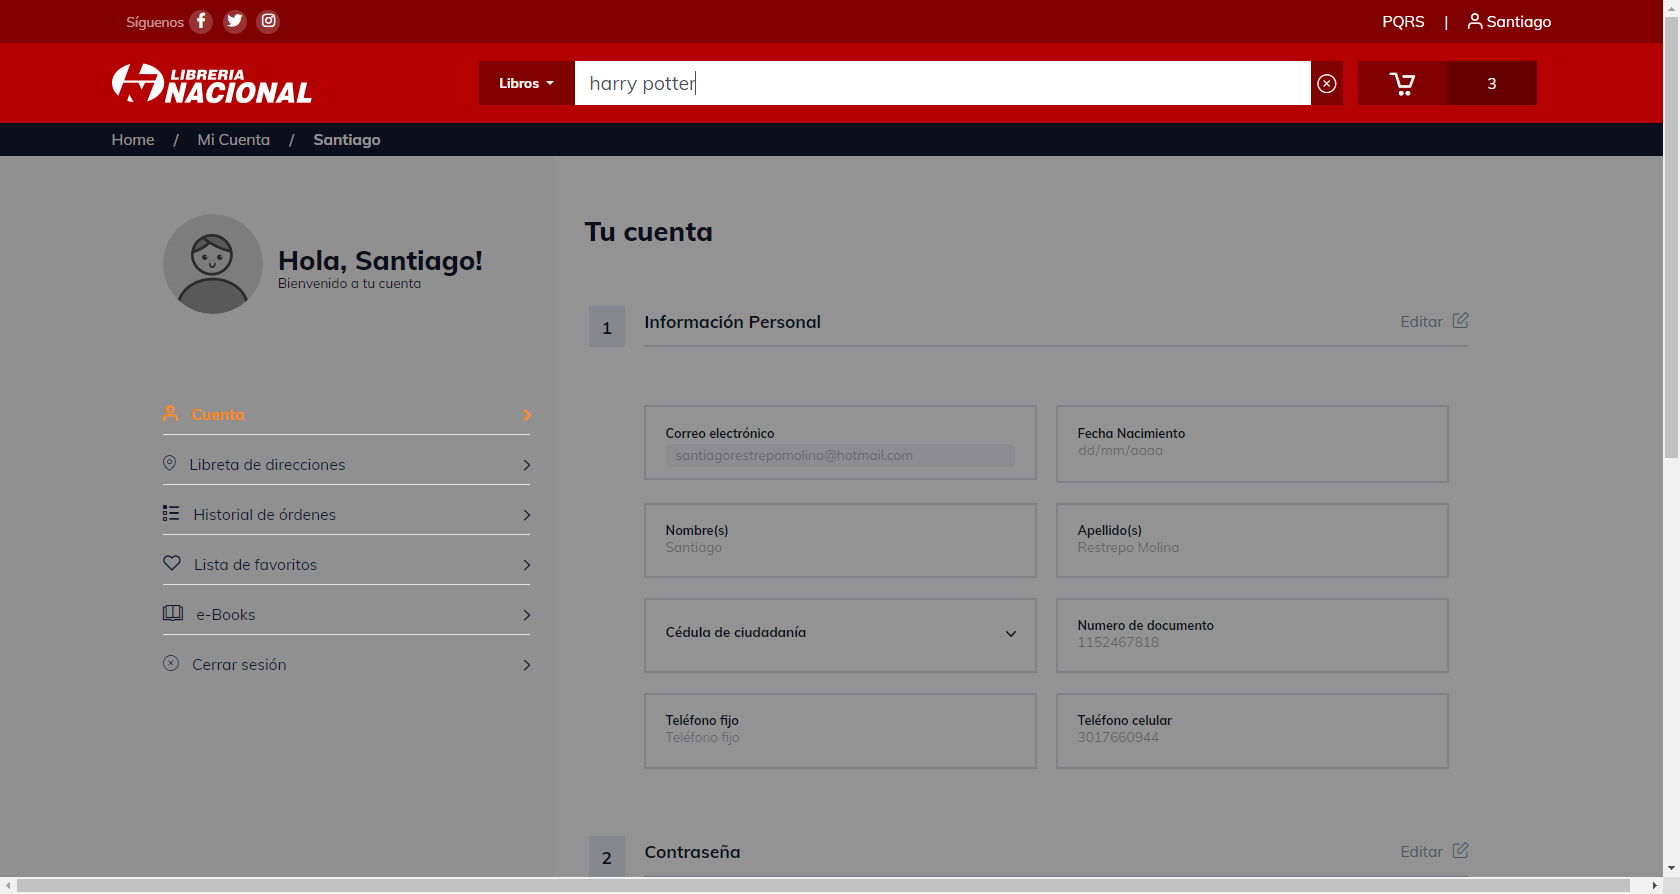 Síguenos
PQRS | Santiago
LIBRERIA
NACIONAL
Libros
harry potter
3
Home / Mi Cuenta / Santiago
Hola, Santiago!
Bienvenido a tu cuenta
Cuenta
Libreta de direcciones
Historial de órdenes
Lista de favoritos
e-Books
Cerrar sesión
Tu cuenta
1 Información Personal Editar
Correo electrónico
santiagorestrepomolina@hotmail.com
Fecha Nacimiento
dd/mm/aaaa
Nombre(s)
Santiago
Apellido(s)
Restrepo Molina
Cédula de ciudadanía
Numero de documento
1152467818
Teléfono fijo
Teléfono fijo
Teléfono celular
3017660944
2 Contraseña Editar